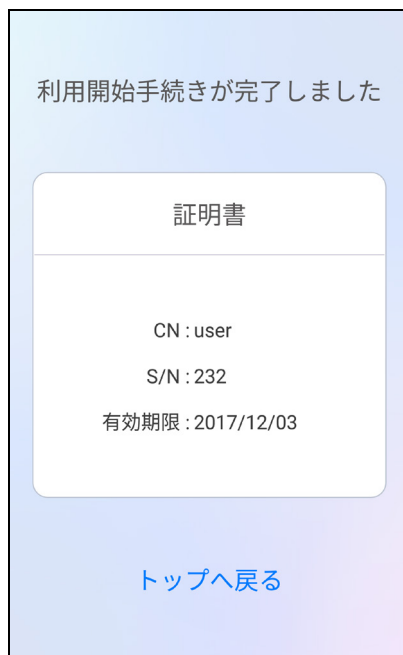 利用開始手続きが完了しました
証明書
CN : user
S/N : 232
有効期限 : 2017/12/03
トップへ戻る